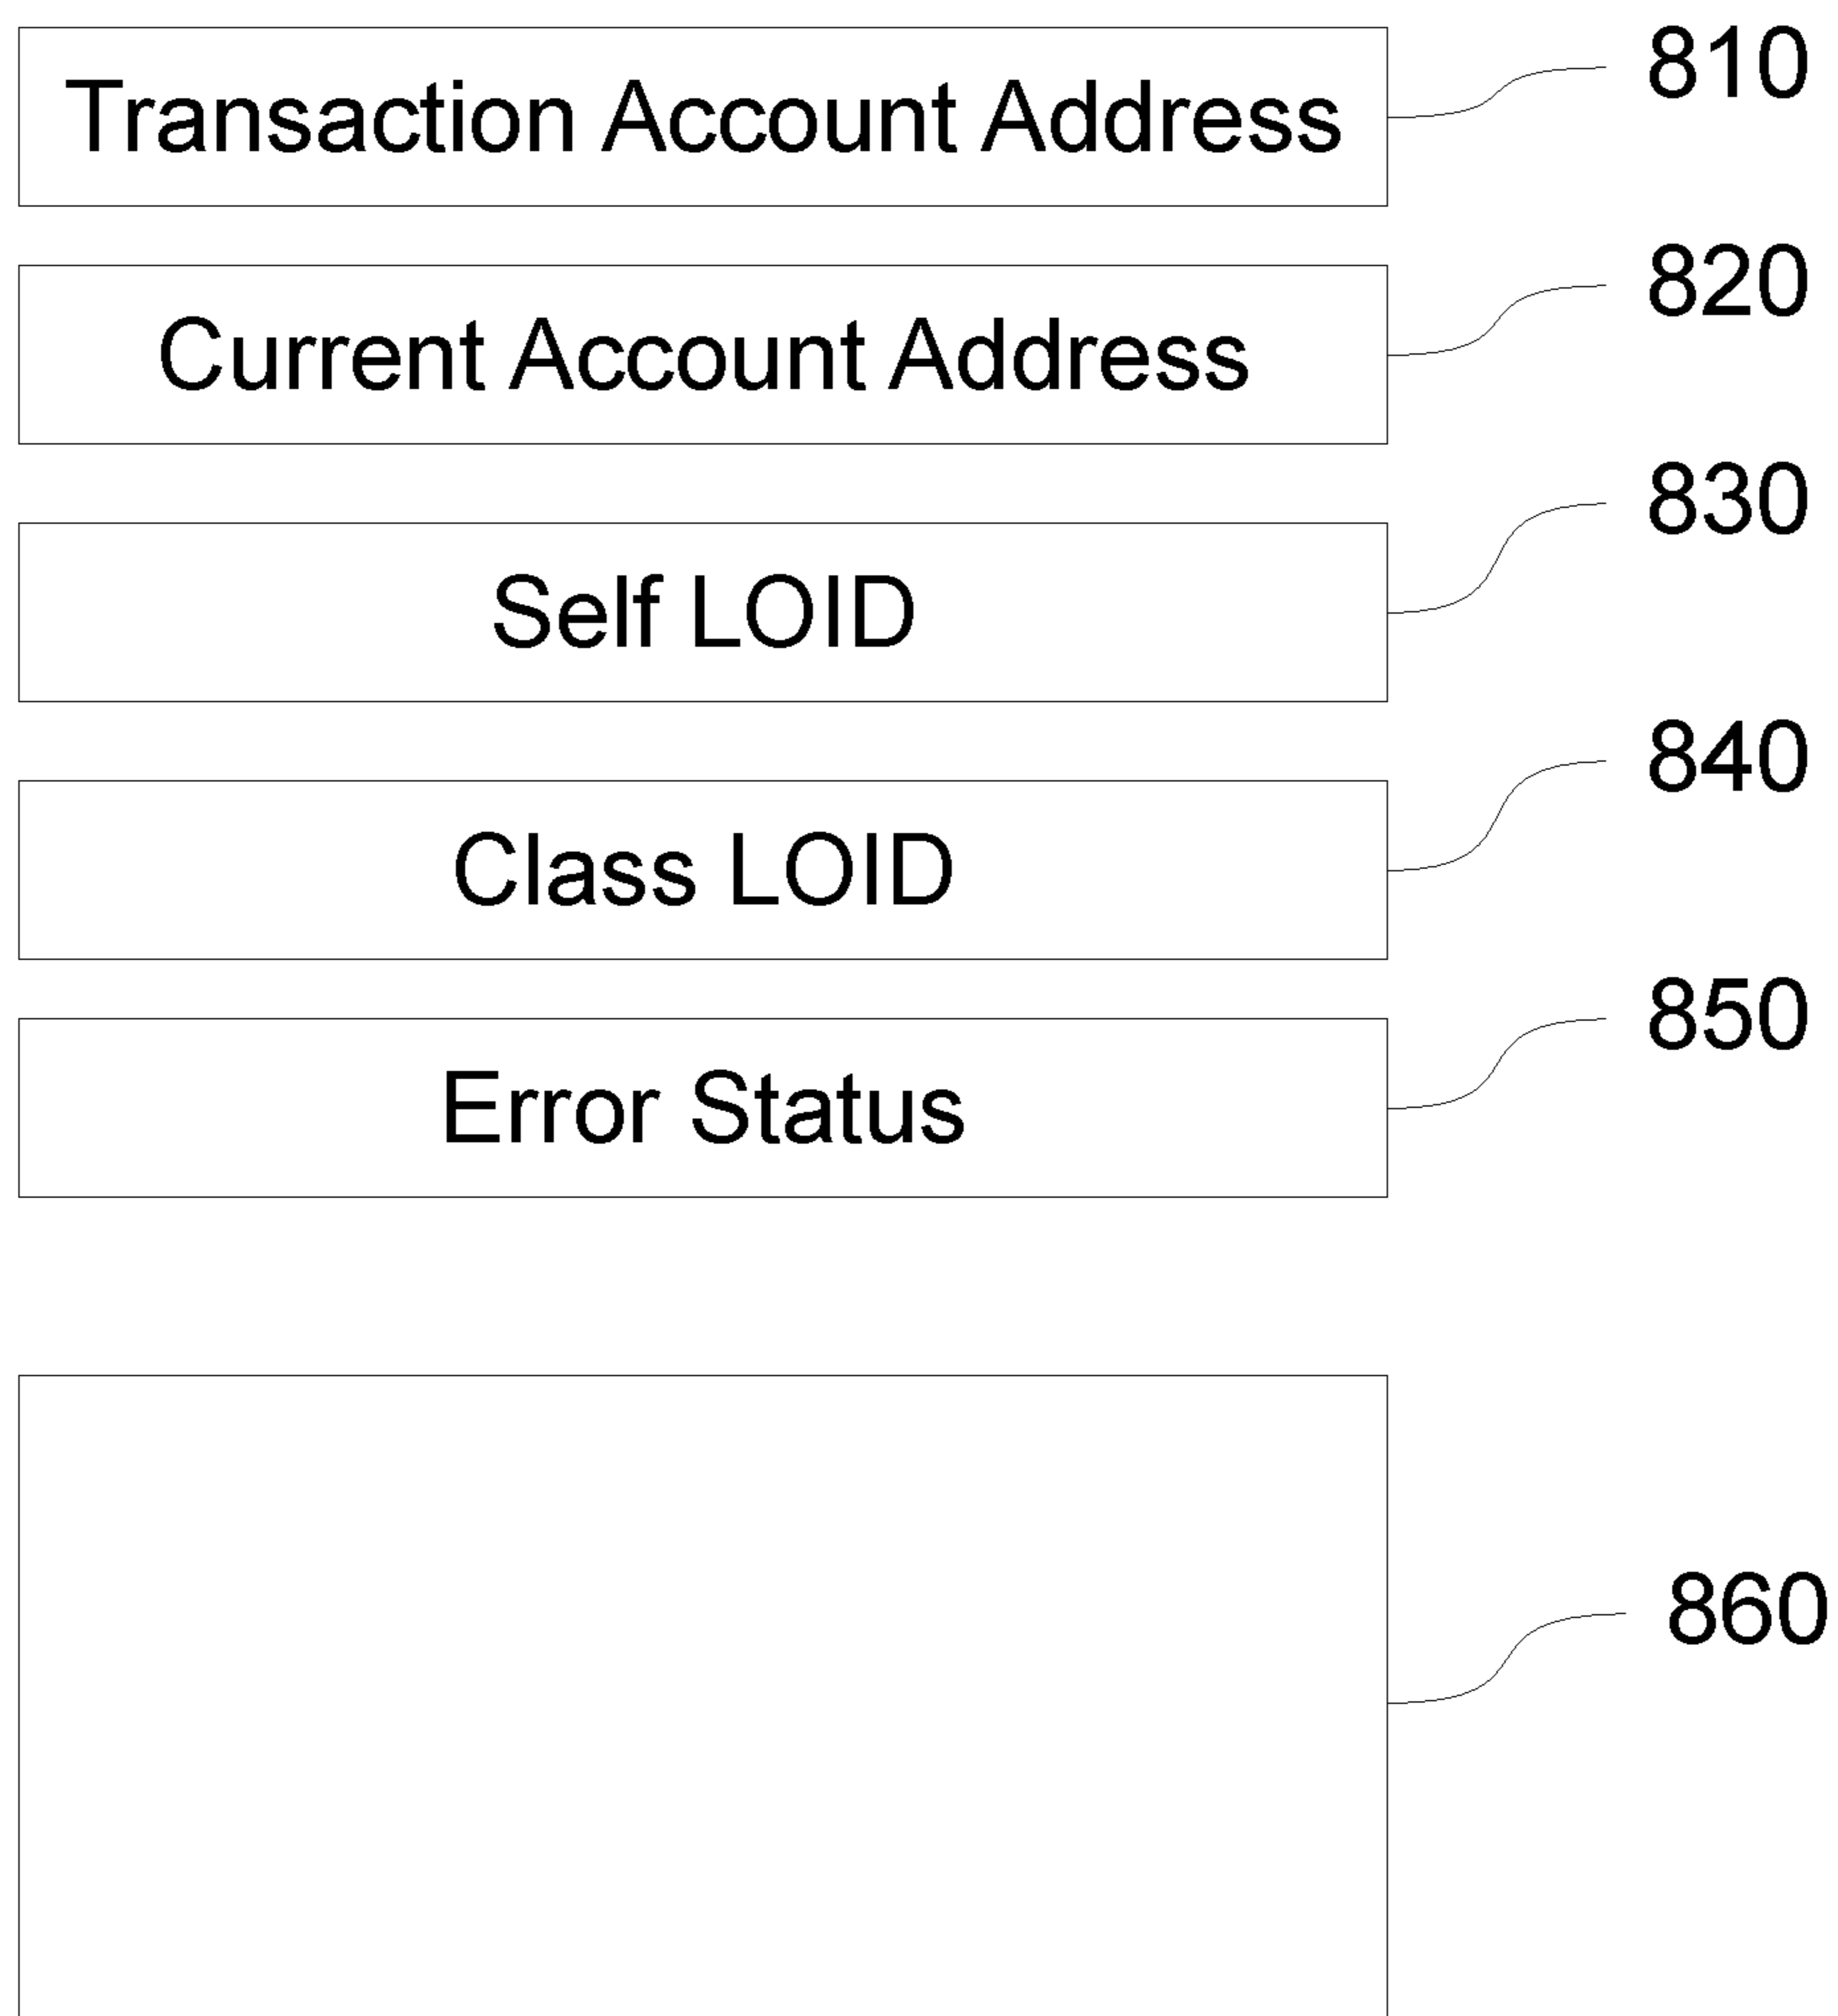 Transaction Account Address
810
Current Account Address
820
Self LOID
830
Class LOID
840
Error Status
850
860